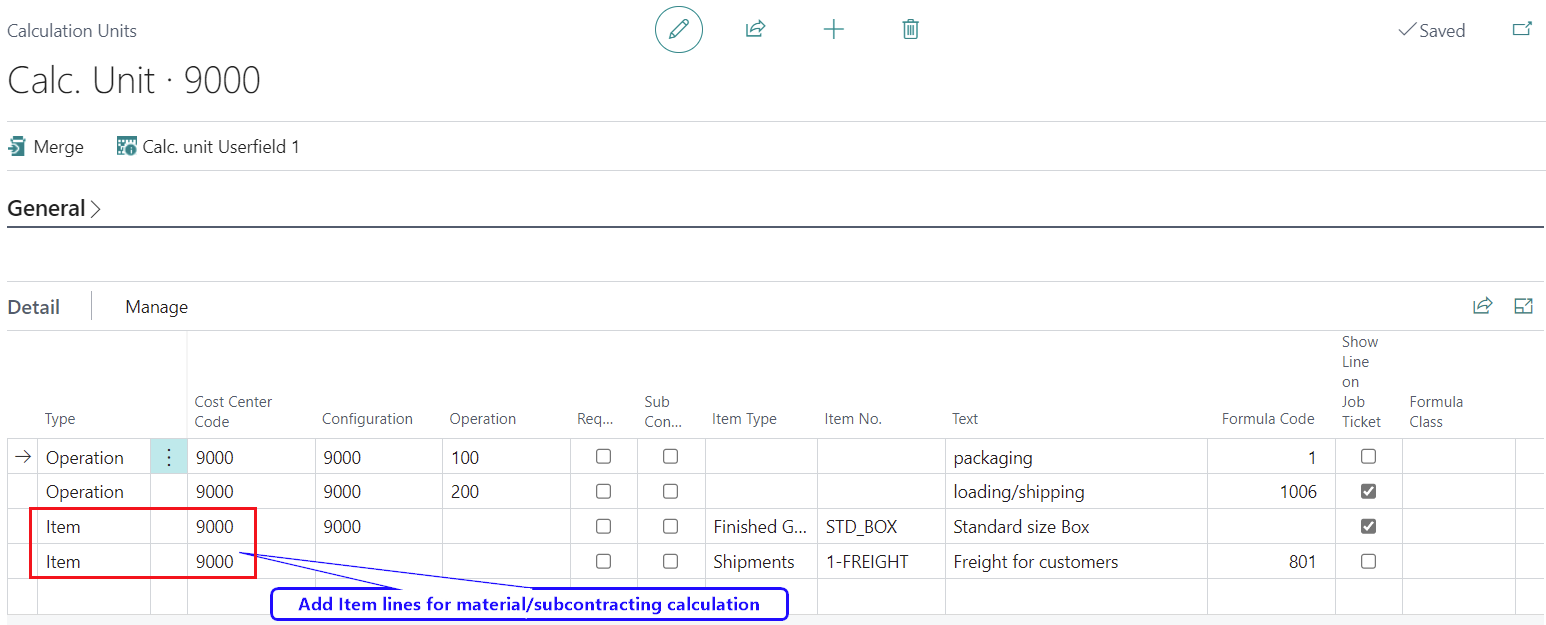 Calculation Units
Saved
Calc. Unit · 9000
Merge
Calc. unit Userfield 1
General
Detail
Manage
Type
Cost Center
Code
Configuration
Operation
Req...
Sub
Con...
Item Type
Item No.
Text
Formula Code
Show
Line
on
Job
Ticket
Formula
Class
Operation 9000 9000 100 packaging 1
Operation 9000 9000 200 loading/shipping 1006
Item 9000 9000 Finished G... STD_BOX Standard size Box
Item 9000 Shipments 1-FREIGHT Freight for customers 801
Add Item lines for material/subcontracting calculation